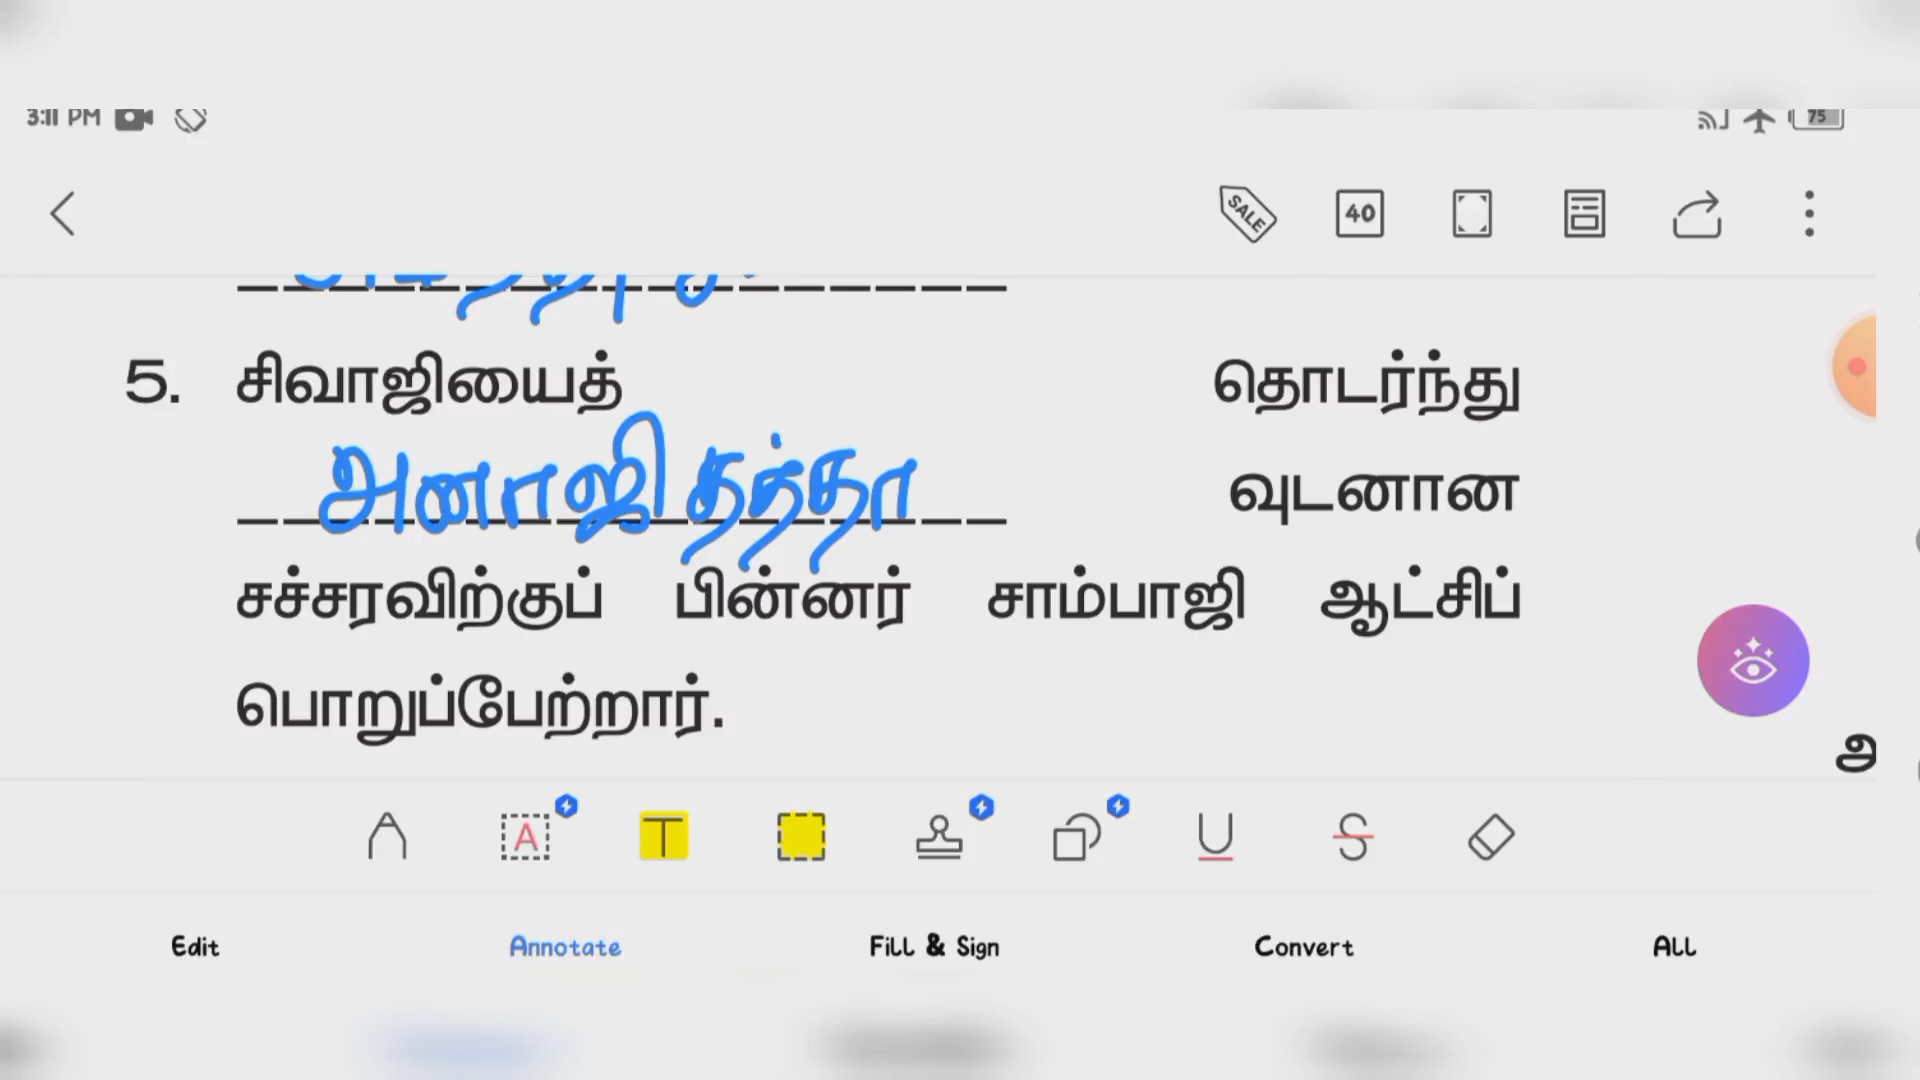 3:11 PM 75
SALE 40
5. சிவாஜியைத் தொடர்ந்து
அனாஜி தத்தா வுடனான
சச்சரவிற்குப் பின்னர் சாம்பாஜி ஆட்சிப்
பொறுப்பேற்றார்.
அ
A T U S
Edit Annotate Fill & Sign Convert All